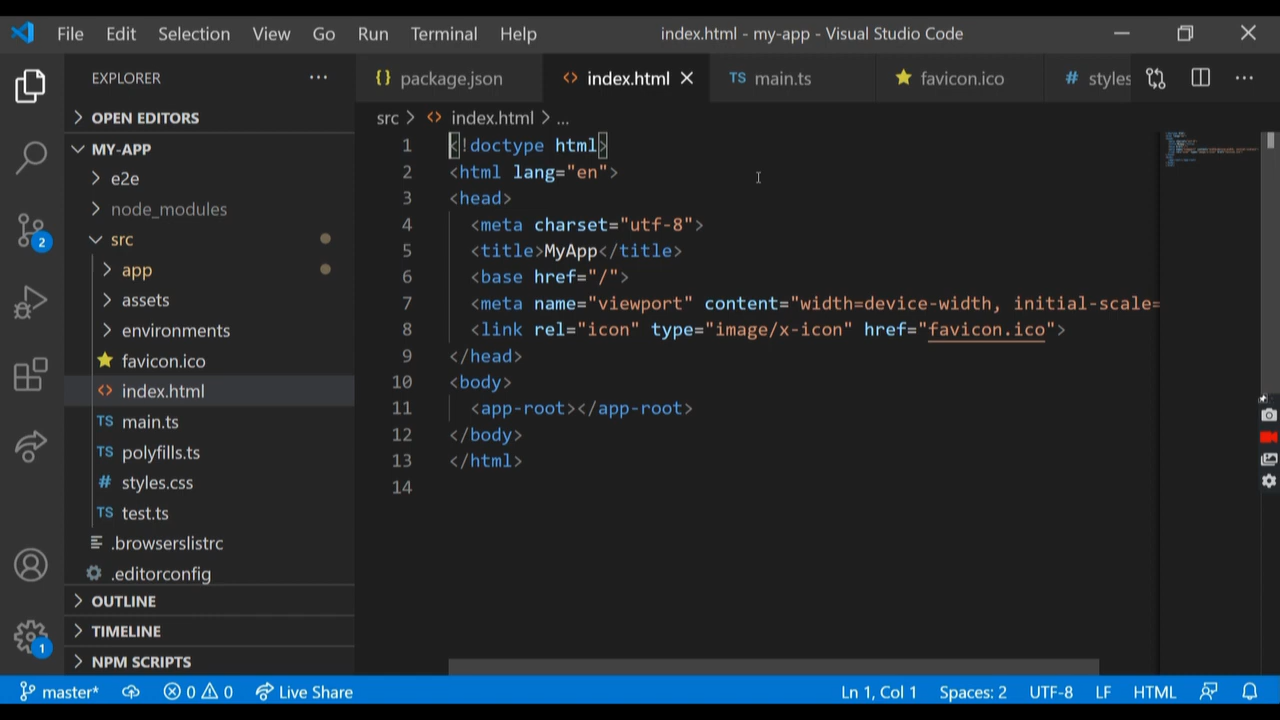 File Edit Selection View Go Run Terminal Help index.html - my-app - Visual Studio Code
EXPLORER
OPEN EDITORS
MY-APP
e2e
node_modules
src
app
assets
environments
favicon.ico
index.html
main.ts
polyfills.ts
styles.css
test.ts
.browserslistrc
.editorconfig
OUTLINE
TIMELINE
NPM SCRIPTS
2
1
{} package.json <> index.html TS main.ts favicon.ico # styles
src > <> index.html > ...
1 <!doctype html>
2 <html lang="en">
3 <head>
4 <meta charset="utf-8">
5 <title>MyApp</title>
6 <base href="/">
7 <meta name="viewport" content="width=device-width, initial-scale=
8 <link rel="icon" type="image/x-icon" href="favicon.ico">
9 </head>
10 <body>
11 <app-root></app-root>
12 </body>
13 </html>
14
master* 0 0 Live Share Ln 1, Col 1 Spaces: 2 UTF-8 LF HTML